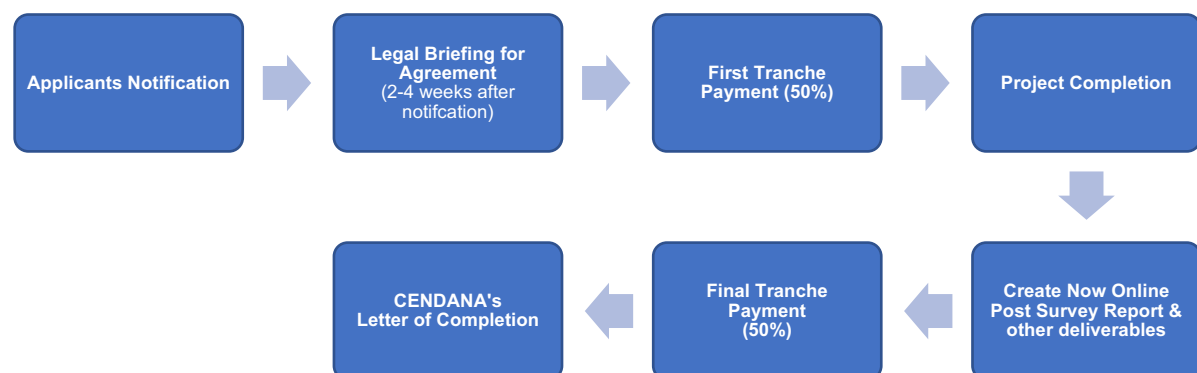 Applicants Notification
Legal Briefing for
Agreement
(2-4 weeks after
notifcation)
First Tranche
Payment (50%)
Project Completion
Create Now Online
Post Survey Report &
other deliverables
Final Tranche
Payment
(50%)
CENDANA's
Letter of Completion